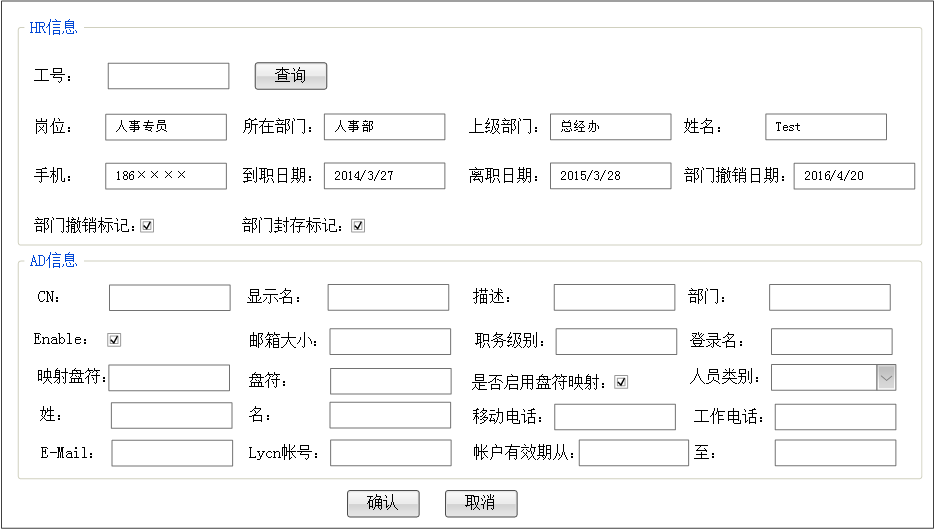 HR信息
工号： 查询
岗位： 人事专员 所在部门： 人事部 上级部门： 总经办 姓名： Test
手机： 186×××× 到职日期： 2014/3/27 离职日期： 2015/3/28 部门撤销日期： 2016/4/20
部门撤销标记： 部门封存标记：
AD信息
CN： 显示名： 描述： 部门：
Enable： 邮箱大小： 职务级别： 登录名：
映射盘符： 盘符： 是否启用盘符映射： 人员类别：
姓： 名： 移动电话： 工作电话：
E-Mail： Lycn帐号： 帐户有效期从： 至：
确认 取消